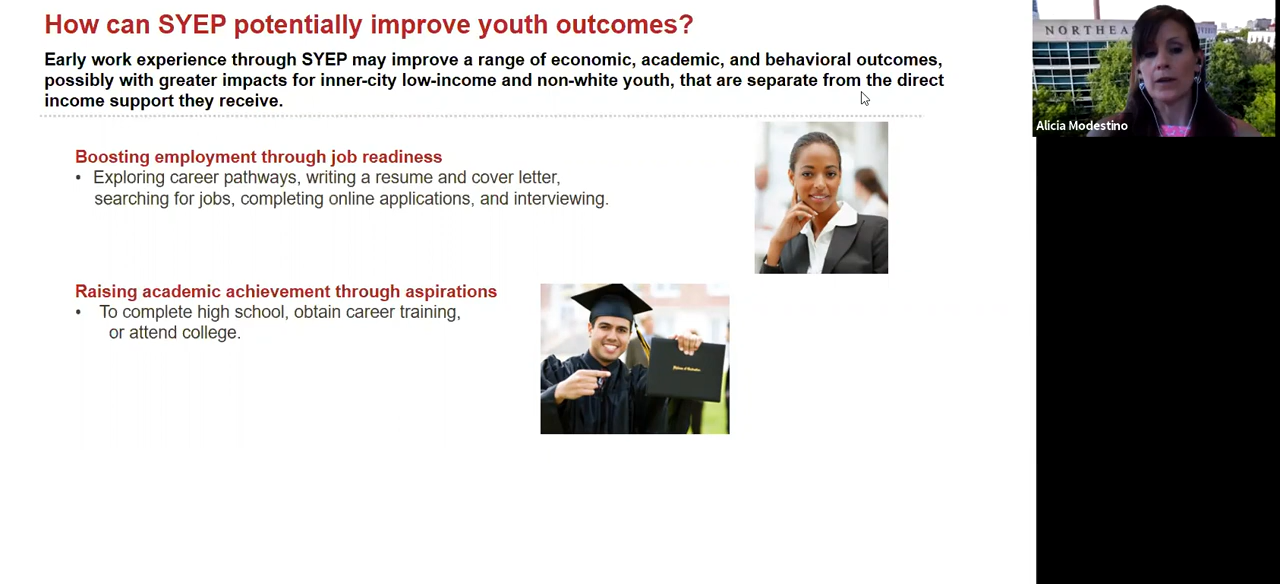 How can SYEP potentially improve youth outcomes?
Early work experience through SYEP may improve a range of economic, academic, and behavioral outcomes,
possibly with greater impacts for inner-city low-income and non-white youth, that are separate from the direct
income support they receive.
Boosting employment through job readiness
• Exploring career pathways, writing a resume and cover letter,
searching for jobs, completing online applications, and interviewing.
Raising academic achievement through aspirations
• To complete high school, obtain career training,
or attend college.
NORTHEA
Alicia Modestino